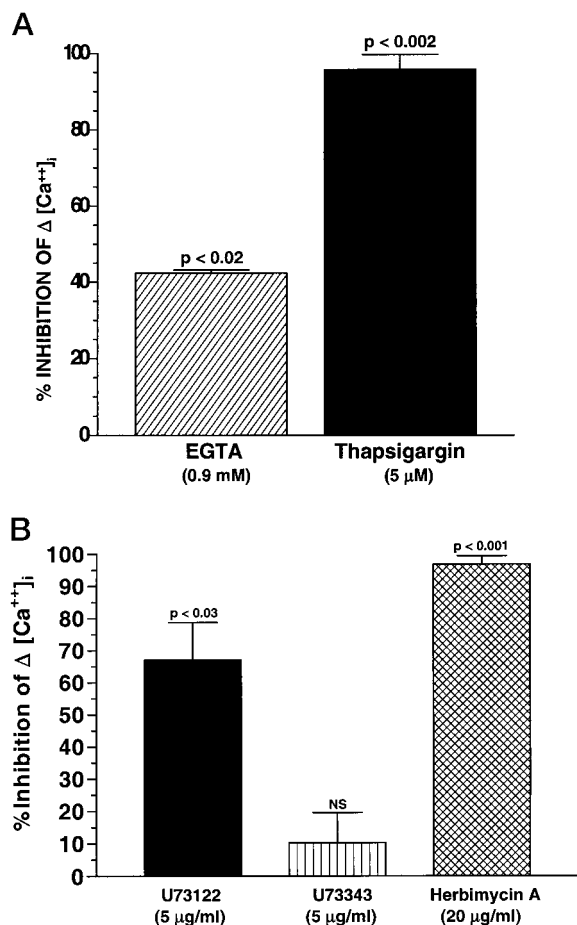 A
% INHIBITION OF Δ [Ca++]i
100
80
60
40
20
0
p < 0.02
p < 0.002
EGTA
(0.9 mM)
Thapsigargin
(5 µM)
B
% Inhibition of Δ [Ca++]i
100
90
80
70
60
50
40
30
20
10
0
p < 0.03
NS
p < 0.001
U73122
(5 µg/ml)
U73343
(5 µg/ml)
Herbimycin A
(20 µg/ml)